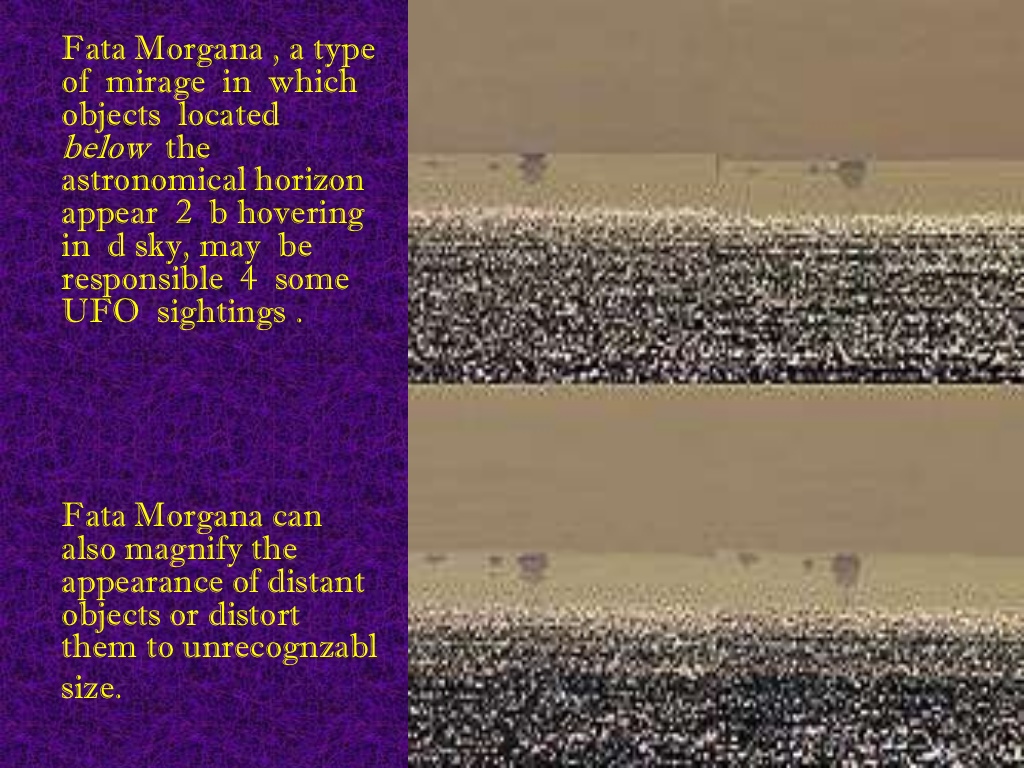 Fata Morgana , a type
of mirage in which
objects located
below the
astronomical horizon
appear 2 b hovering
in d sky, may be
responsible 4 some
UFO sightings .
Fata Morgana can
also magnify the
appearance of distant
objects or distort
them to unrecognzabl
size.